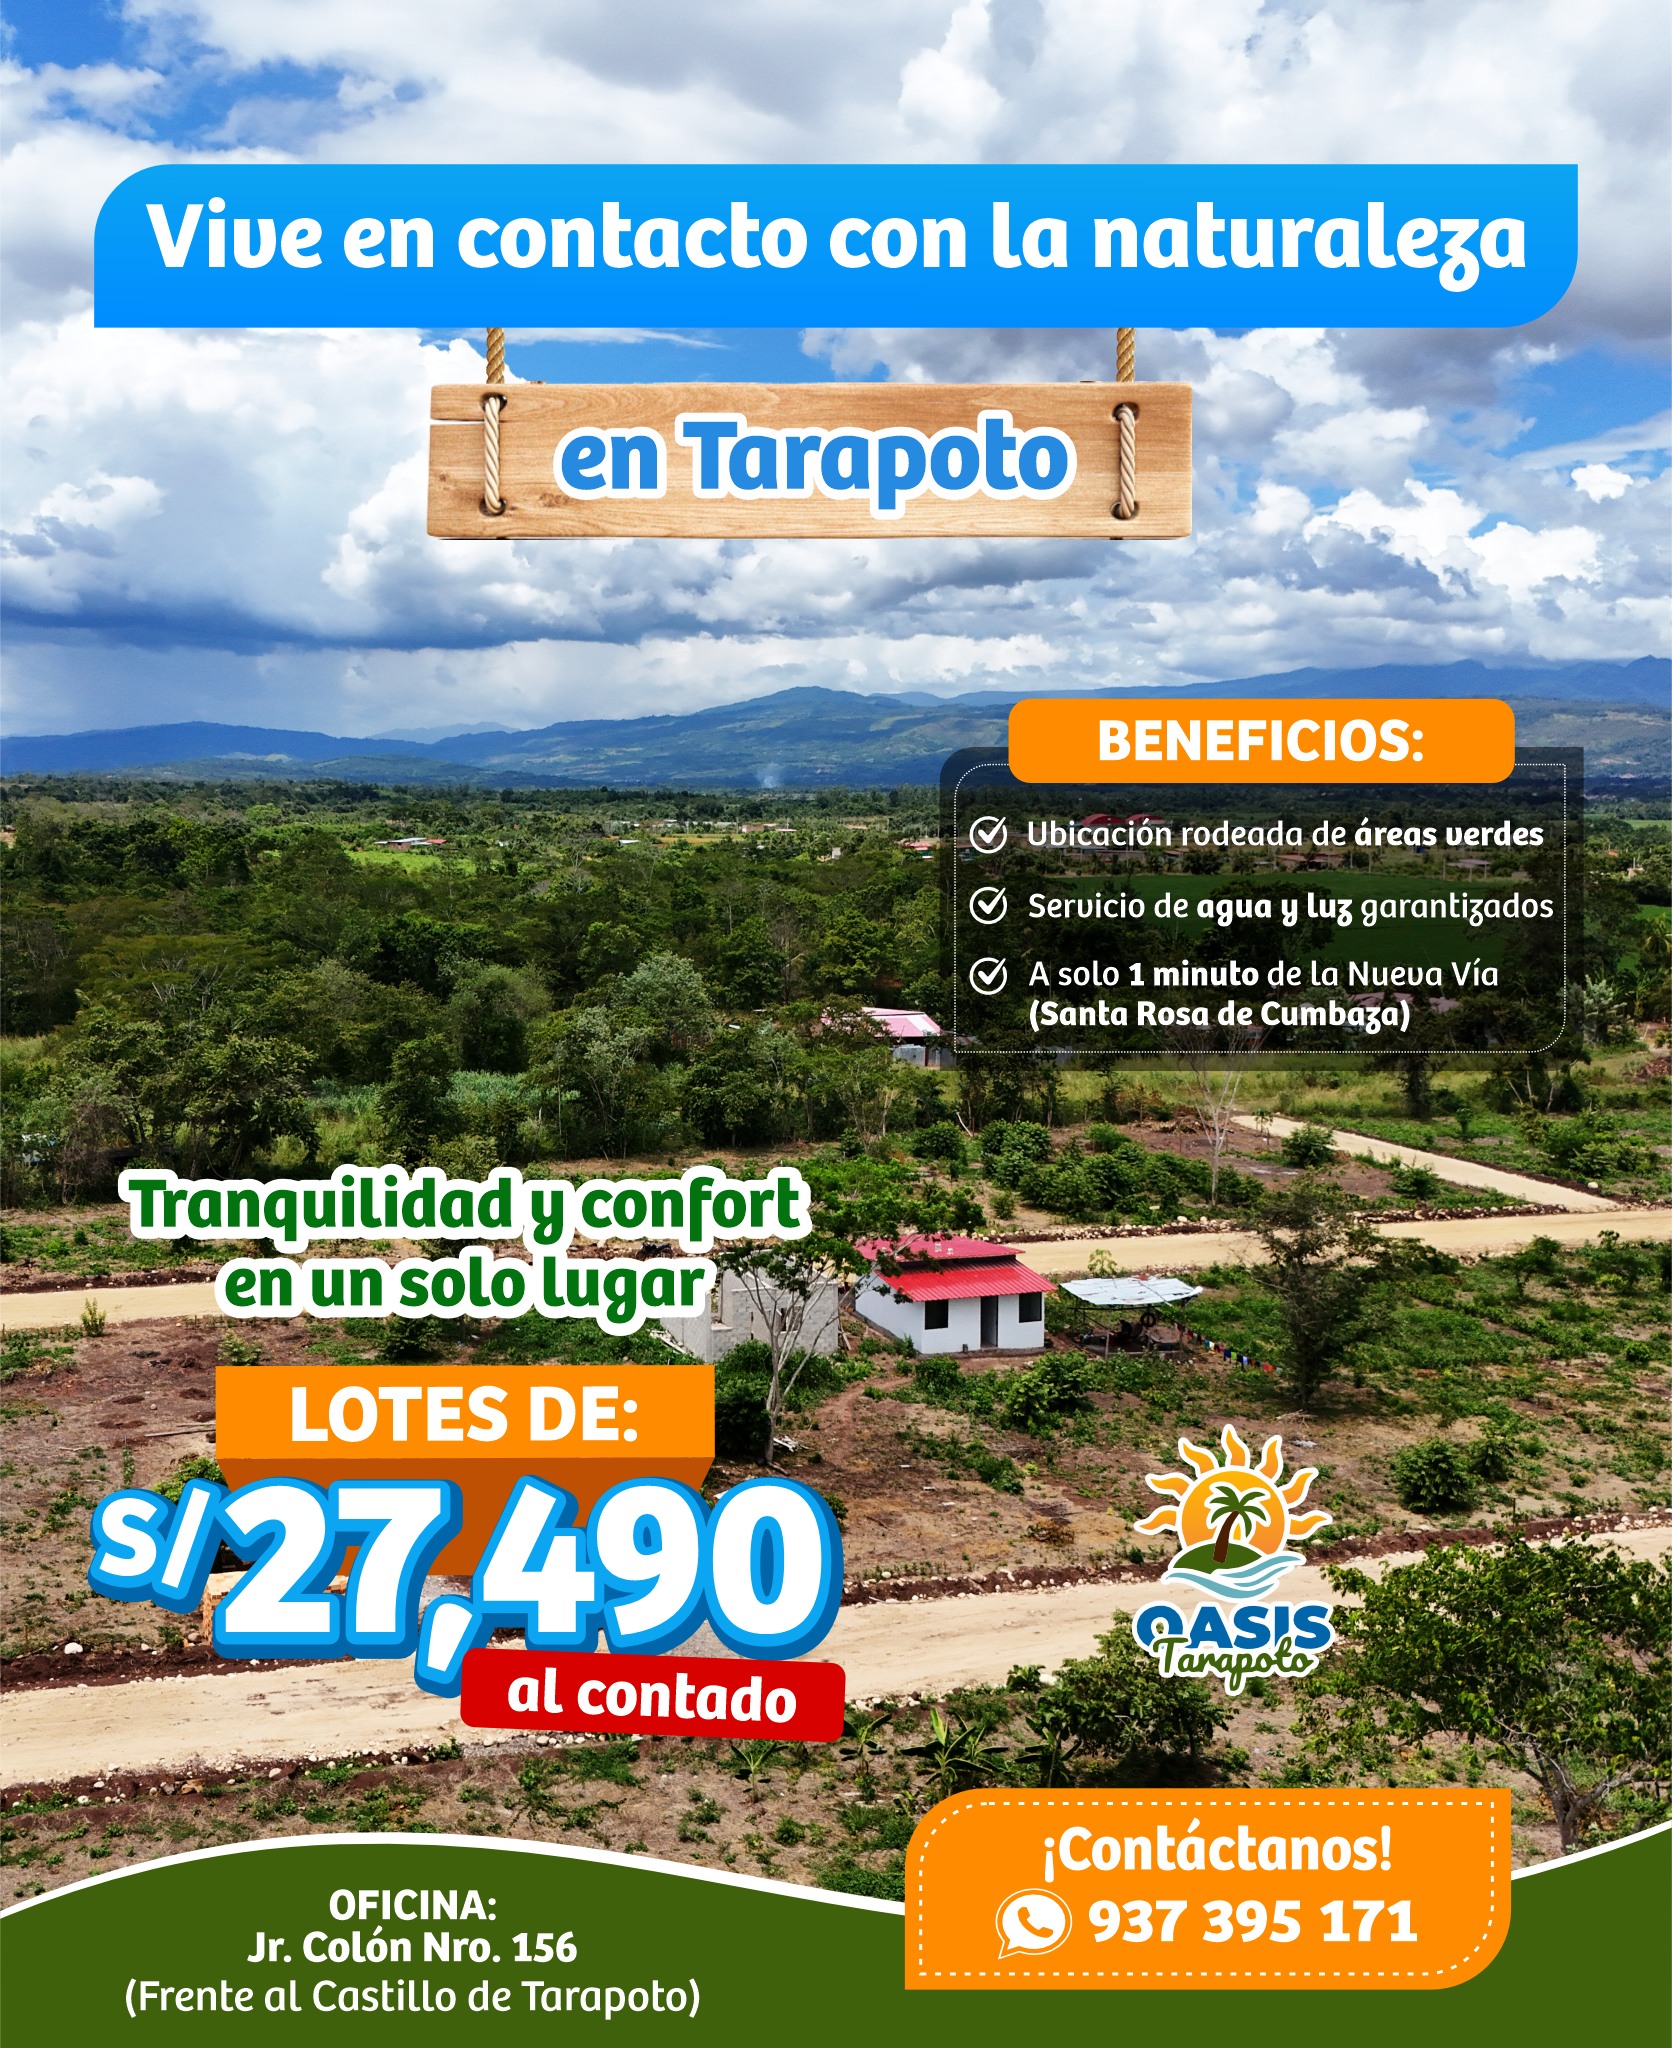 Vive en contacto con la naturaleza
en Tarapoto
BENEFICIOS:
Ubicación rodeada de áreas verdes
Servicio de agua y luz garantizados
A solo 1 minuto de la Nueva Vía
(Santa Rosa de Cumbaza)
Tranquilidad y confort
en un solo lugar
LOTES DE:
S/27,490
al contado
OASIS
Tarapoto
¡Contáctanos!
937 395 171
OFICINA:
Jr. Colón Nro. 156
(Frente al Castillo de Tarapoto)